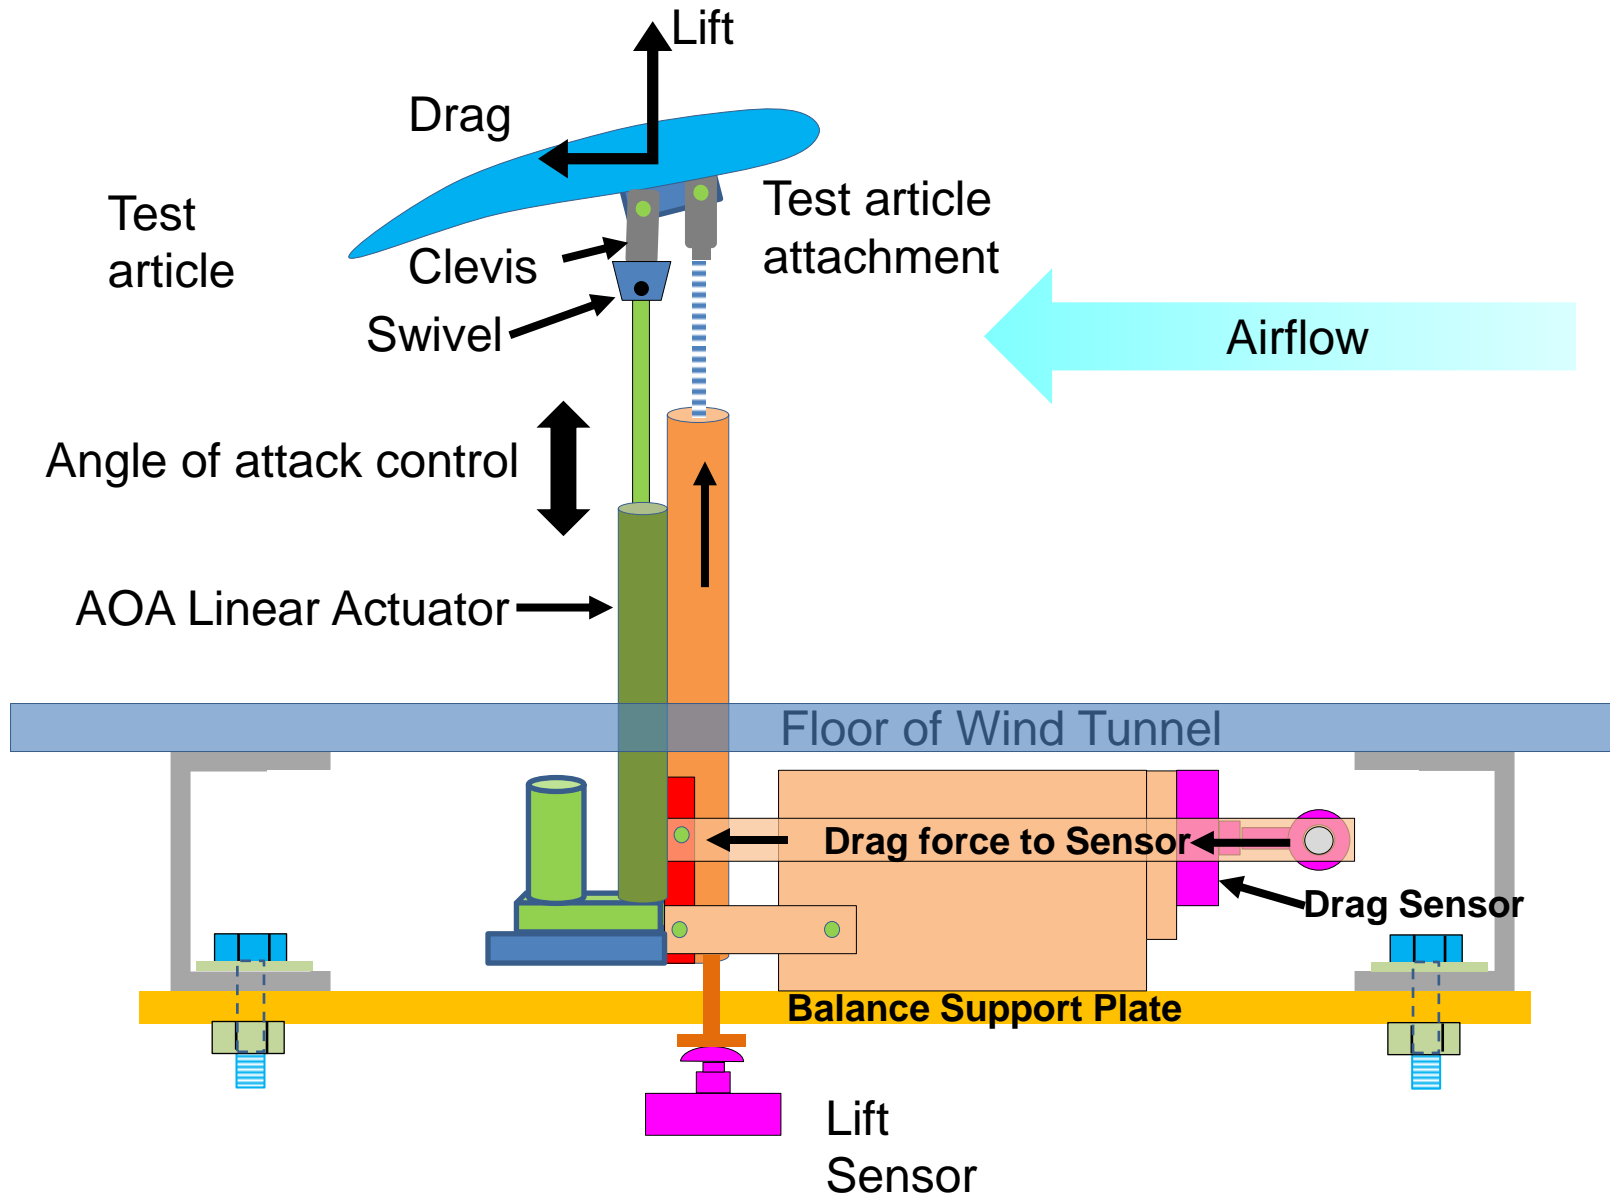 Lift
Drag
Test
article
Test article
attachment
Clevis
Swivel
Airflow
Angle of attack control
AOA Linear Actuator
Floor of Wind Tunnel
Drag force to Sensor
Drag Sensor
Balance Support Plate
Lift
Sensor